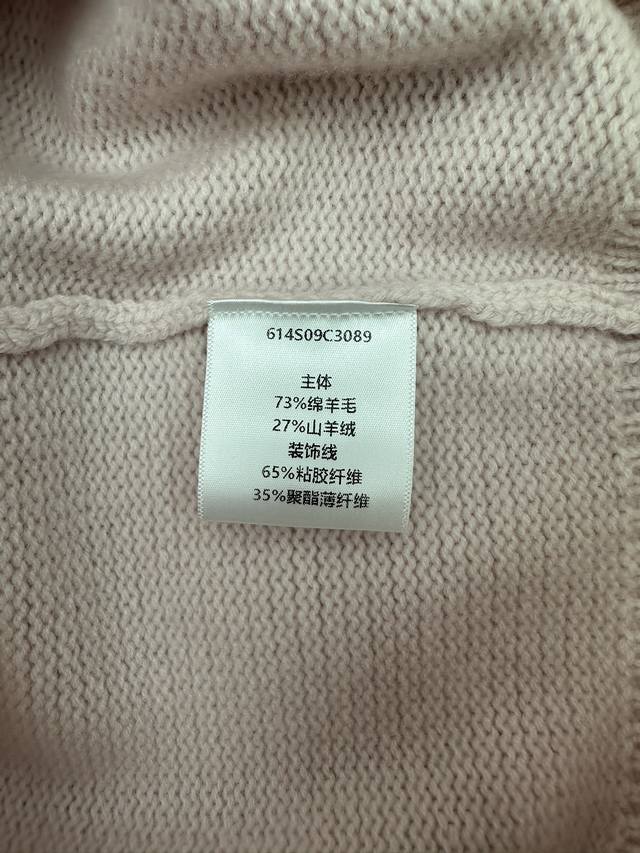 614S09C3089
主体
73%绵羊毛
27%山羊绒
装饰线
65%粘胶纤维
35%聚酯薄纤维